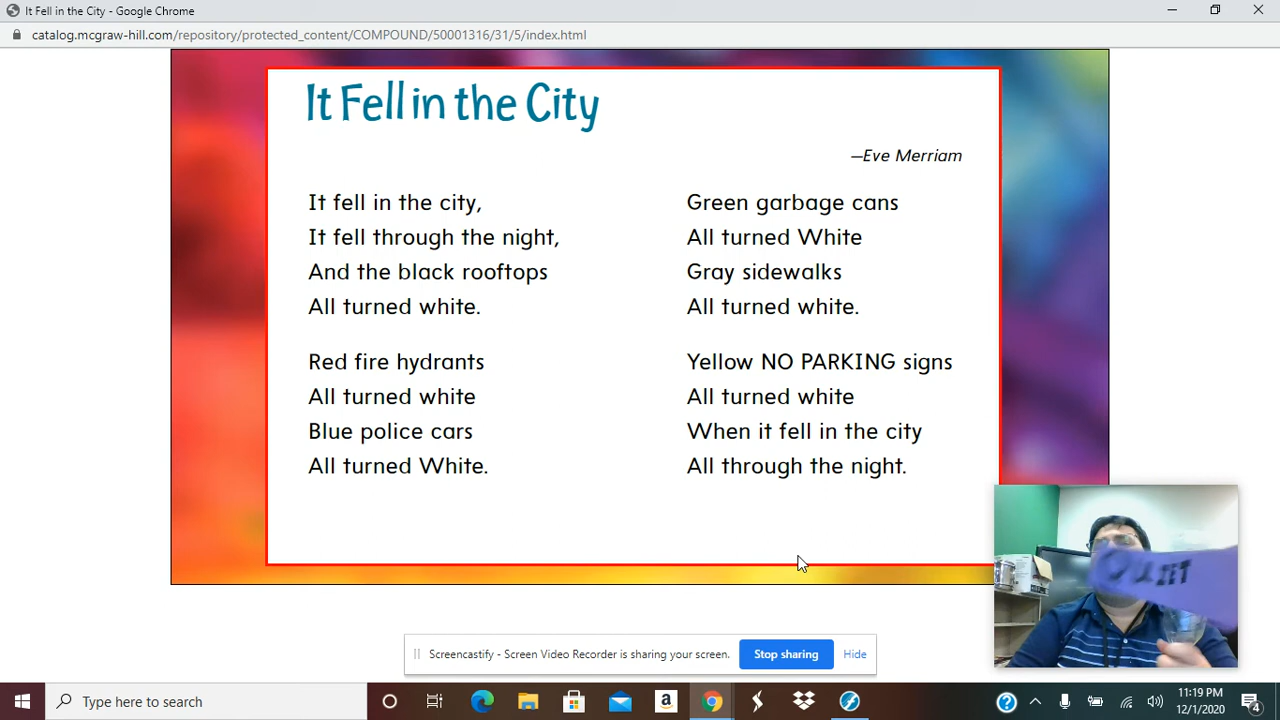 It Fell in the City - Google Chrome
catalog.mcgraw-hill.com/repository/protected_content/COMPOUND/50001316/31/5/index.html
It Fell in the City
—Eve Merriam
It fell in the city,
It fell through the night,
And the black rooftops
All turned white.
Red fire hydrants
All turned white
Blue police cars
All turned White.
Green garbage cans
All turned White
Gray sidewalks
All turned white.
Yellow NO PARKING signs
All turned white
When it fell in the city
All through the night.
QUIET
Screencastify - Screen Video Recorder is sharing your screen.
Stop sharing
Hide
Type here to search
11:19 PM
12/1/2020
4